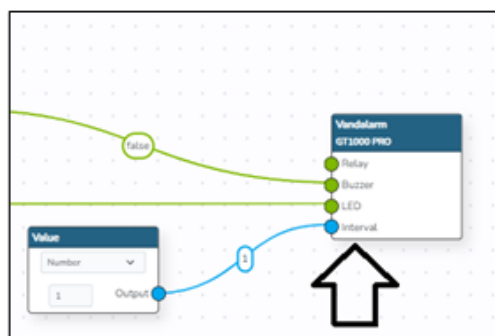 Vandalarm
GT1000 PRO
false
Relay
Buzzer
LED
Interval
Value
Number
1
1
Output